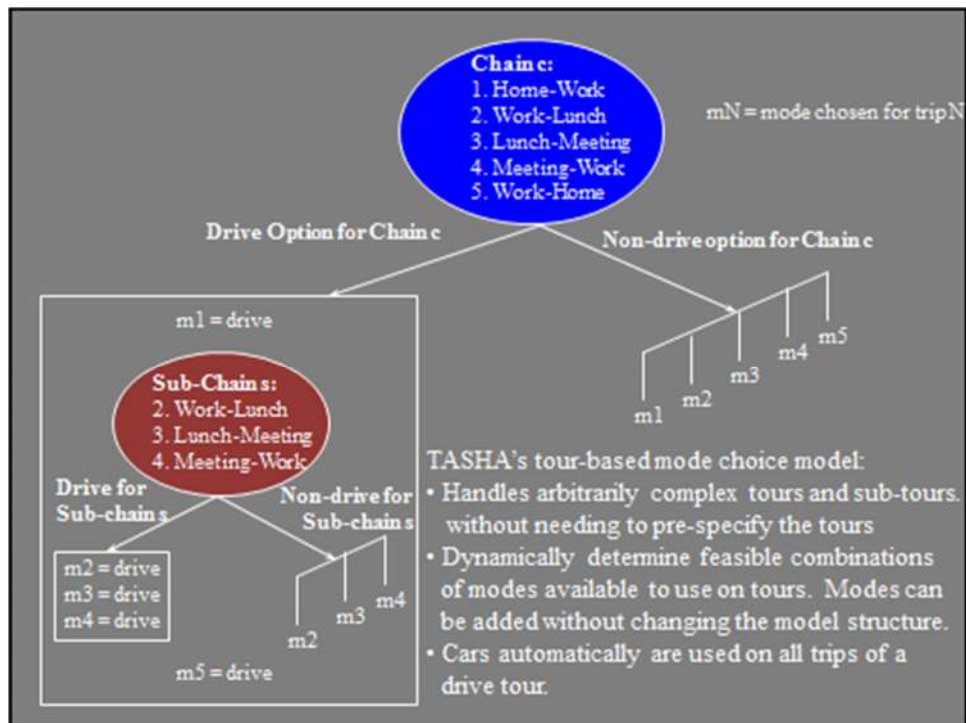 Chain c:
1. Home-Work
2. Work-Lunch
3. Lunch-Meeting
4. Meeting-Work
5. Work-Home
mN = mode chosen for trip N
Drive Option for Chain c
Non-drive option for Chain c
m1 = drive
m1
m2
m3
m4
m5
Sub-Chains:
2. Work-Lunch
3. Lunch-Meeting
4. Meeting-Work
Drive for
Sub-chains
Non-drive for
Sub-chains
m2 = drive
m3 = drive
m4 = drive
m2
m3
m4
m5 = drive
TASHA's tour-based mode choice model:
• Handles arbitrarily complex tours and sub-tours.
without needing to pre-specify the tours
• Dynamically determine feasible combinations
of modes available to use on tours. Modes can
be added without changing the model structure.
• Cars automatically are used on all trips of a
drive tour.